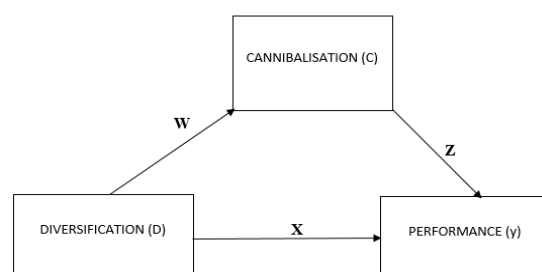 CANNIBALISATION (C)
W
Z
DIVERSIFICATION (D)
X
PERFORMANCE (y)